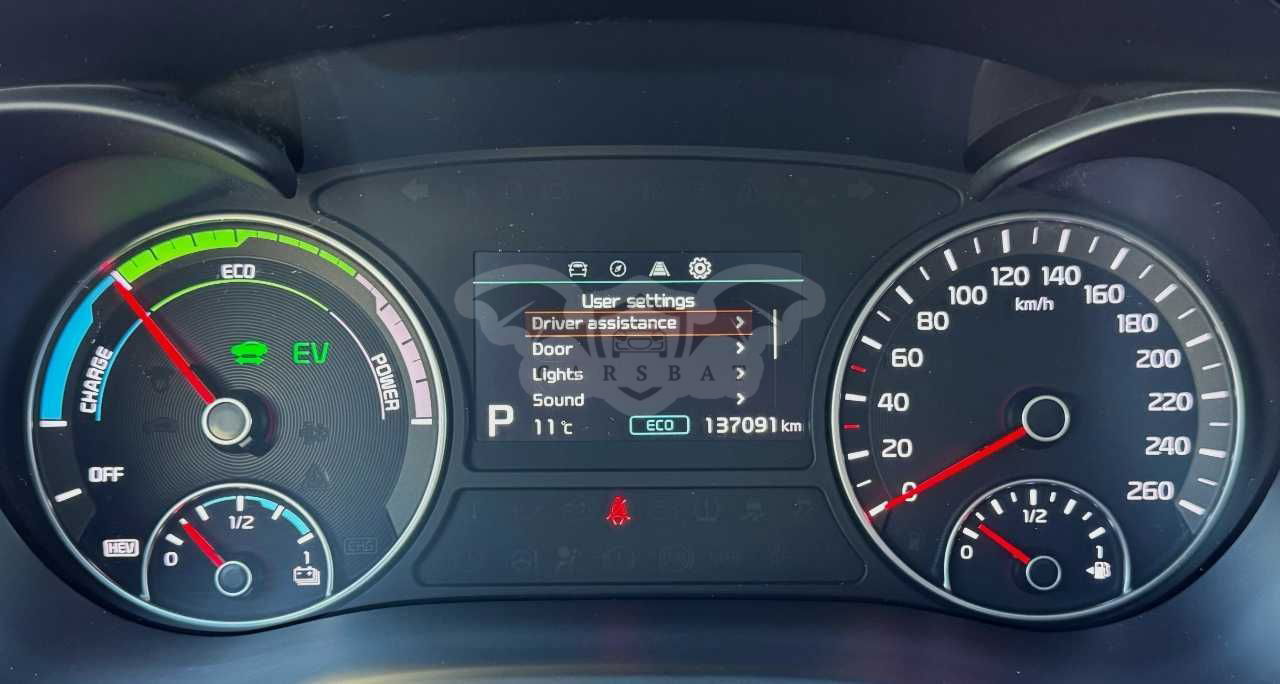 ECO
CHARGE
POWER
EV
OFF
HEV
0
1/2
1
User settings
Driver assistance
Door
Lights
Sound
P
11°C
ECO
137091 km
CARSBAZ
0
20
40
60
80
100
120
140
160
180
200
220
240
260
km/h
0
1/2
1